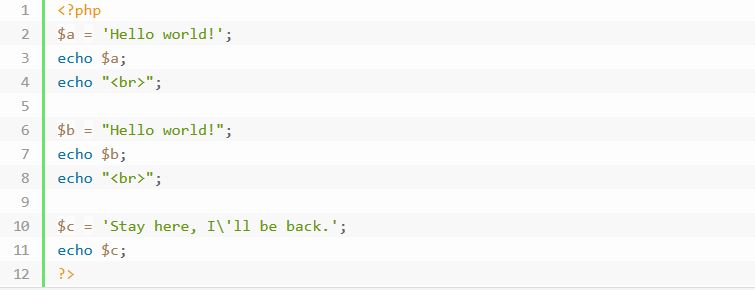 1 <?php
2 $a = 'Hello world!';
3 echo $a;
4 echo "<br>";
5
6 $b = "Hello world!";
7 echo $b;
8 echo "<br>";
9
10 $c = 'Stay here, I\'ll be back.';
11 echo $c;
12 ?>